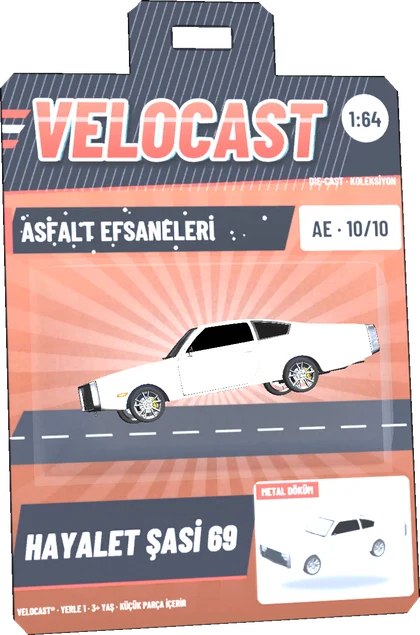 VELOCAST
1:64
DIE-CAST · KOLEKSİYON
ASFALT EFSANELERİ
AE · 10/10
METAL DÖKÜM
HAYALET ŞASİ 69
VELOCAST® · YERLE 1 · 3+ YAŞ · KÜÇÜK PARÇA İÇERİR